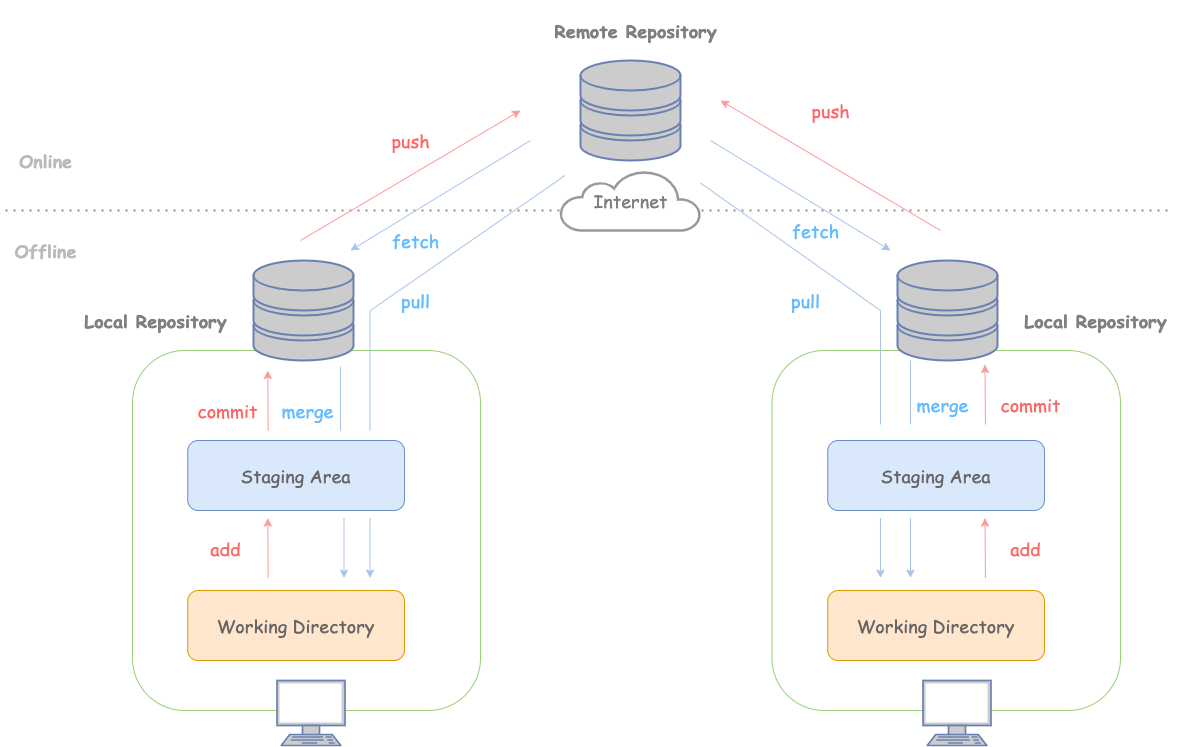 Remote Repository
push
push
Online
Internet
fetch
fetch
Offline
pull
pull
Local Repository
Local Repository
commit
merge
merge
commit
Staging Area
Staging Area
add
add
Working Directory
Working Directory